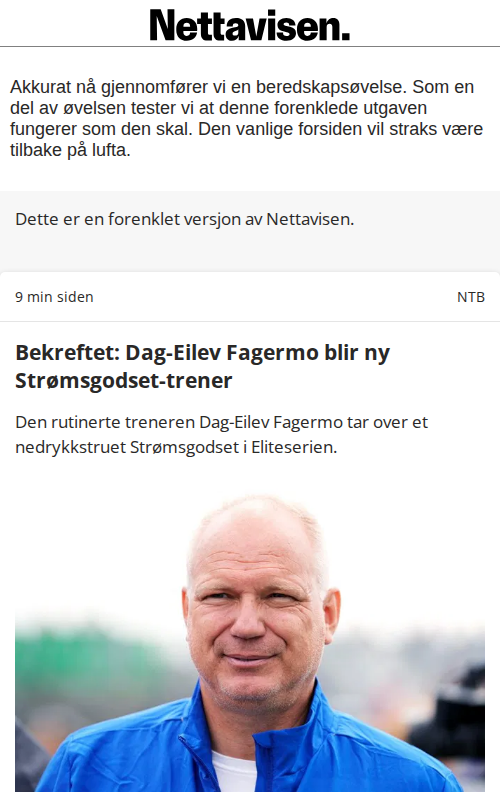 Nettavisen.
Akkurat nå gjennomfører vi en beredskapsøvelse. Som en
del av øvelsen tester vi at denne forenklede utgaven
fungerer som den skal. Den vanlige forsiden vil straks være
tilbake på lufta.
Dette er en forenklet versjon av Nettavisen.
9 min siden NTB
Bekreftet: Dag-Eilev Fagermo blir ny
Strømsgodset-trener
Den rutinerte treneren Dag-Eilev Fagermo tar over et
nedrykkstruet Strømsgodset i Eliteserien.